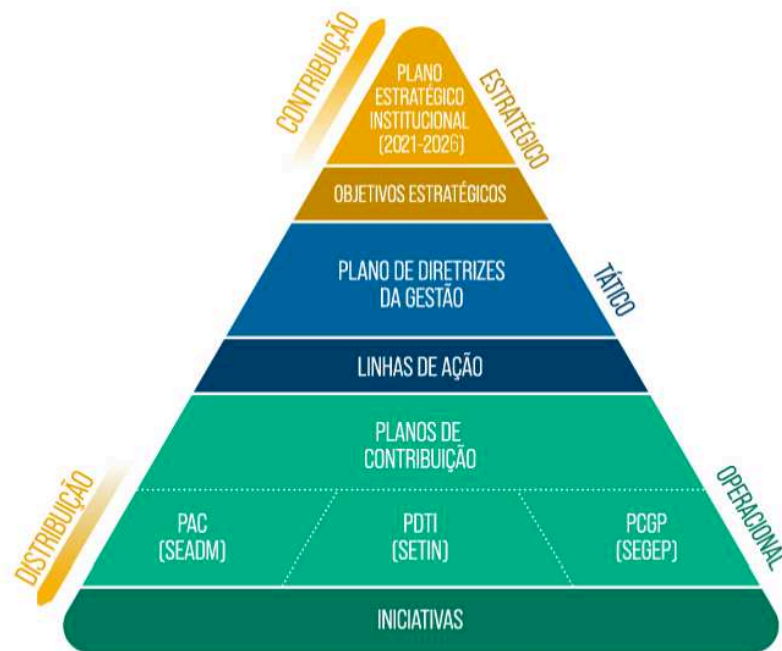 CONTRIBUIÇÃO
PLANO
ESTRATÉGICO
INSTITUCIONAL
(2021-2026)
ESTRATÉGICO
OBJETIVOS ESTRATÉGICOS
PLANO DE DIRETRIZES
DA GESTÃO
TÁTICO
LINHAS DE AÇÃO
PLANOS DE
CONTRIBUIÇÃO
DISTRIBUIÇÃO
PAC
(SEADM)
PDTI
(SETIN)
PCGP
(SEGEP)
OPERACIONAL
INICIATIVAS